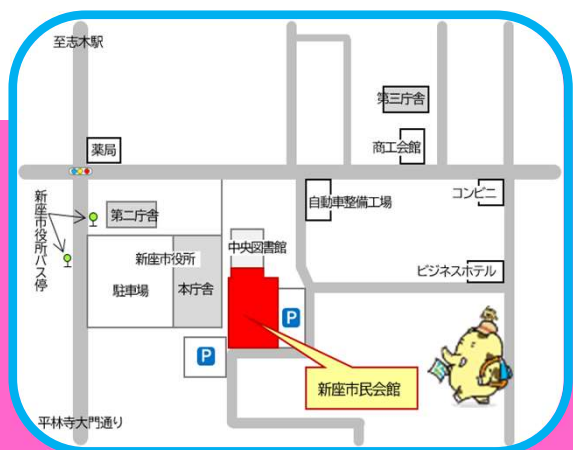 至志木駅
第三庁舎
薬局
商工会館
新座市役所バス停
第二庁舎
自動車整備工場
コンビニ
中央図書館
新座市役所
駐車場
本庁舎
ビジネスホテル
P
P
新座市民会館
平林寺大門通り